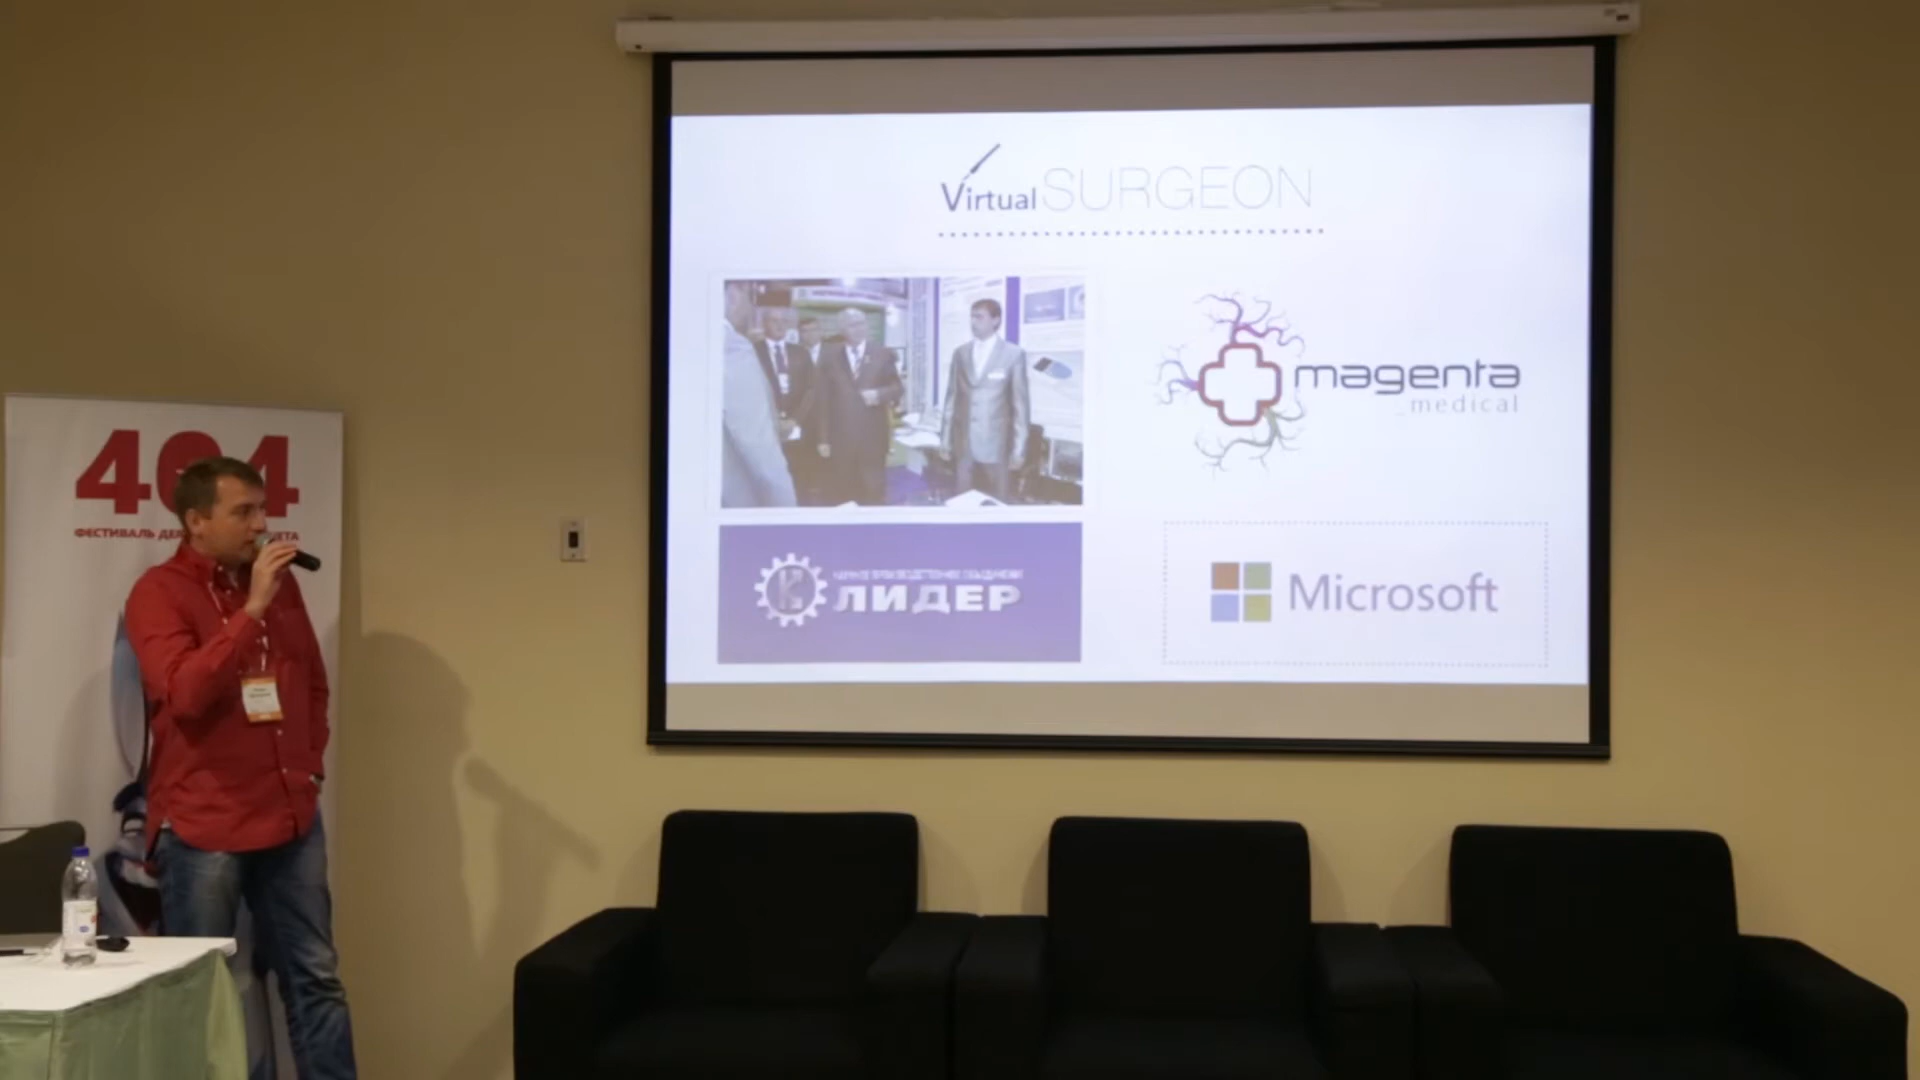 Virtual SURGEON
magenta
medical
ЛИДЕР
Microsoft
404
ФЕСТИВАЛЬ